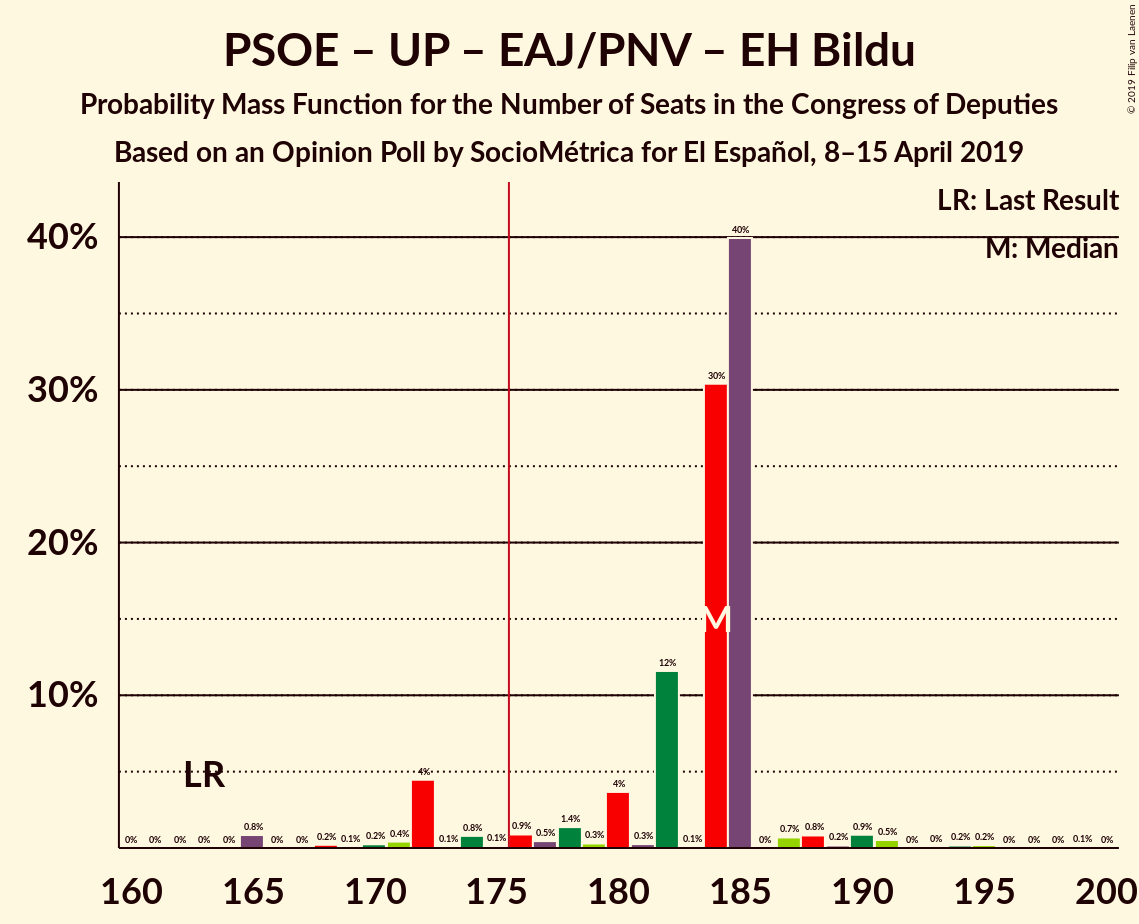 PSOE – UP – EAJ/PNV – EH Bildu
Probability Mass Function for the Number of Seats in the Congress of Deputies
Based on an Opinion Poll by SocioMétrica for El Español, 8–15 April 2019
© 2019 Filip van Laenen
LR: Last Result
M: Median
40%
30%
20%
10%
LR
M
0% 0% 0% 0% 0% 0.8% 0% 0% 0.2% 0.1% 0.2% 0.4% 4% 0.1% 0.8% 0.1% 0.9% 0.5% 1.4% 0.3% 4% 0.3% 12% 0.1% 30% 40% 0% 0.7% 0.8% 0.2% 0.9% 0.5% 0% 0% 0.2% 0.2% 0% 0% 0% 0.1% 0%
160 165 170 175 180 185 190 195 200